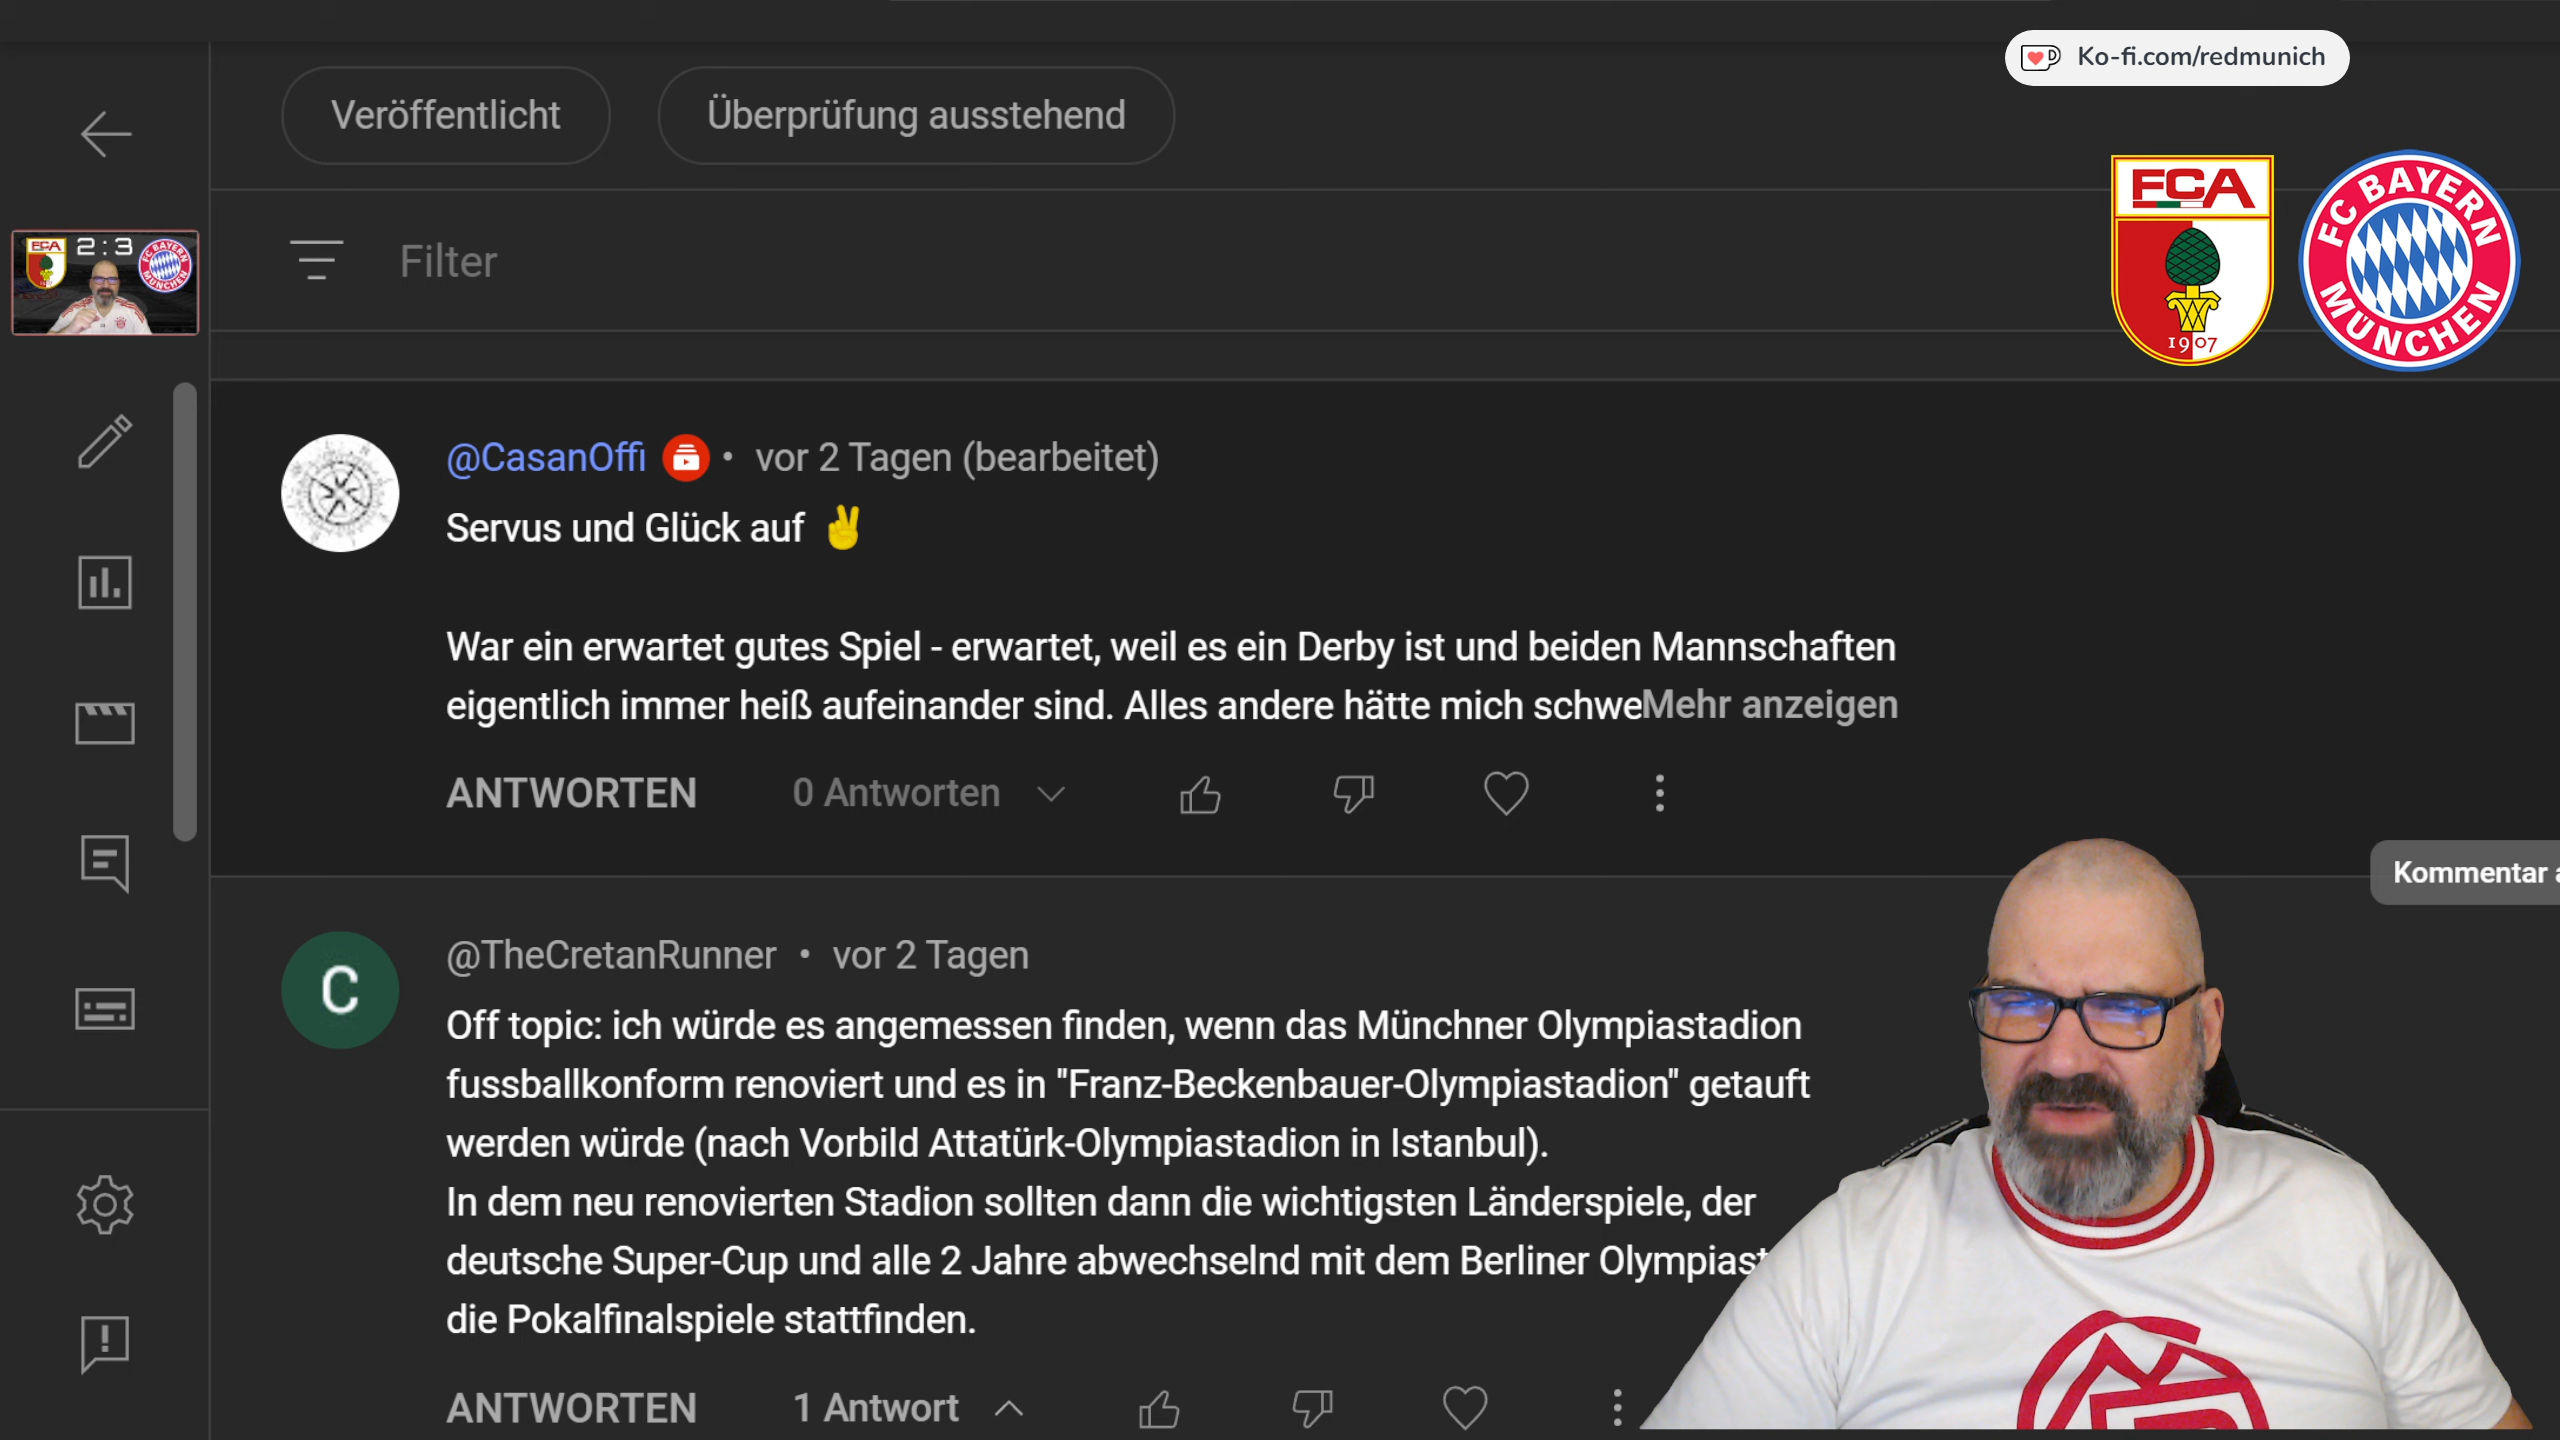 Ko-fi.com/redmunich
Veröffentlicht
Überprüfung ausstehend
FCA
1907
FC BAYERN
MÜNCHEN
FCA
2:3
FC BAYERN
MÜNCHEN
Filter
@CasanOffi • vor 2 Tagen (bearbeitet)
Servus und Glück auf ✌
War ein erwartet gutes Spiel - erwartet, weil es ein Derby ist und beiden Mannschaften
eigentlich immer heiß aufeinander sind. Alles andere hätte mich schweMehr anzeigen
ANTWORTEN 0 Antworten
Kommentar
C
@TheCretanRunner • vor 2 Tagen
Off topic: ich würde es angemessen finden, wenn das Münchner Olympiastadion
fussballkonform renoviert und es in "Franz-Beckenbauer-Olympiastadion" getauft
werden würde (nach Vorbild Attatürk-Olympiastadion in Istanbul).
In dem neu renovierten Stadion sollten dann die wichtigsten Länderspiele, der
deutsche Super-Cup und alle 2 Jahre abwechselnd mit dem Berliner Olympiast
die Pokalfinalspiele stattfinden.
ANTWORTEN 1 Antwort